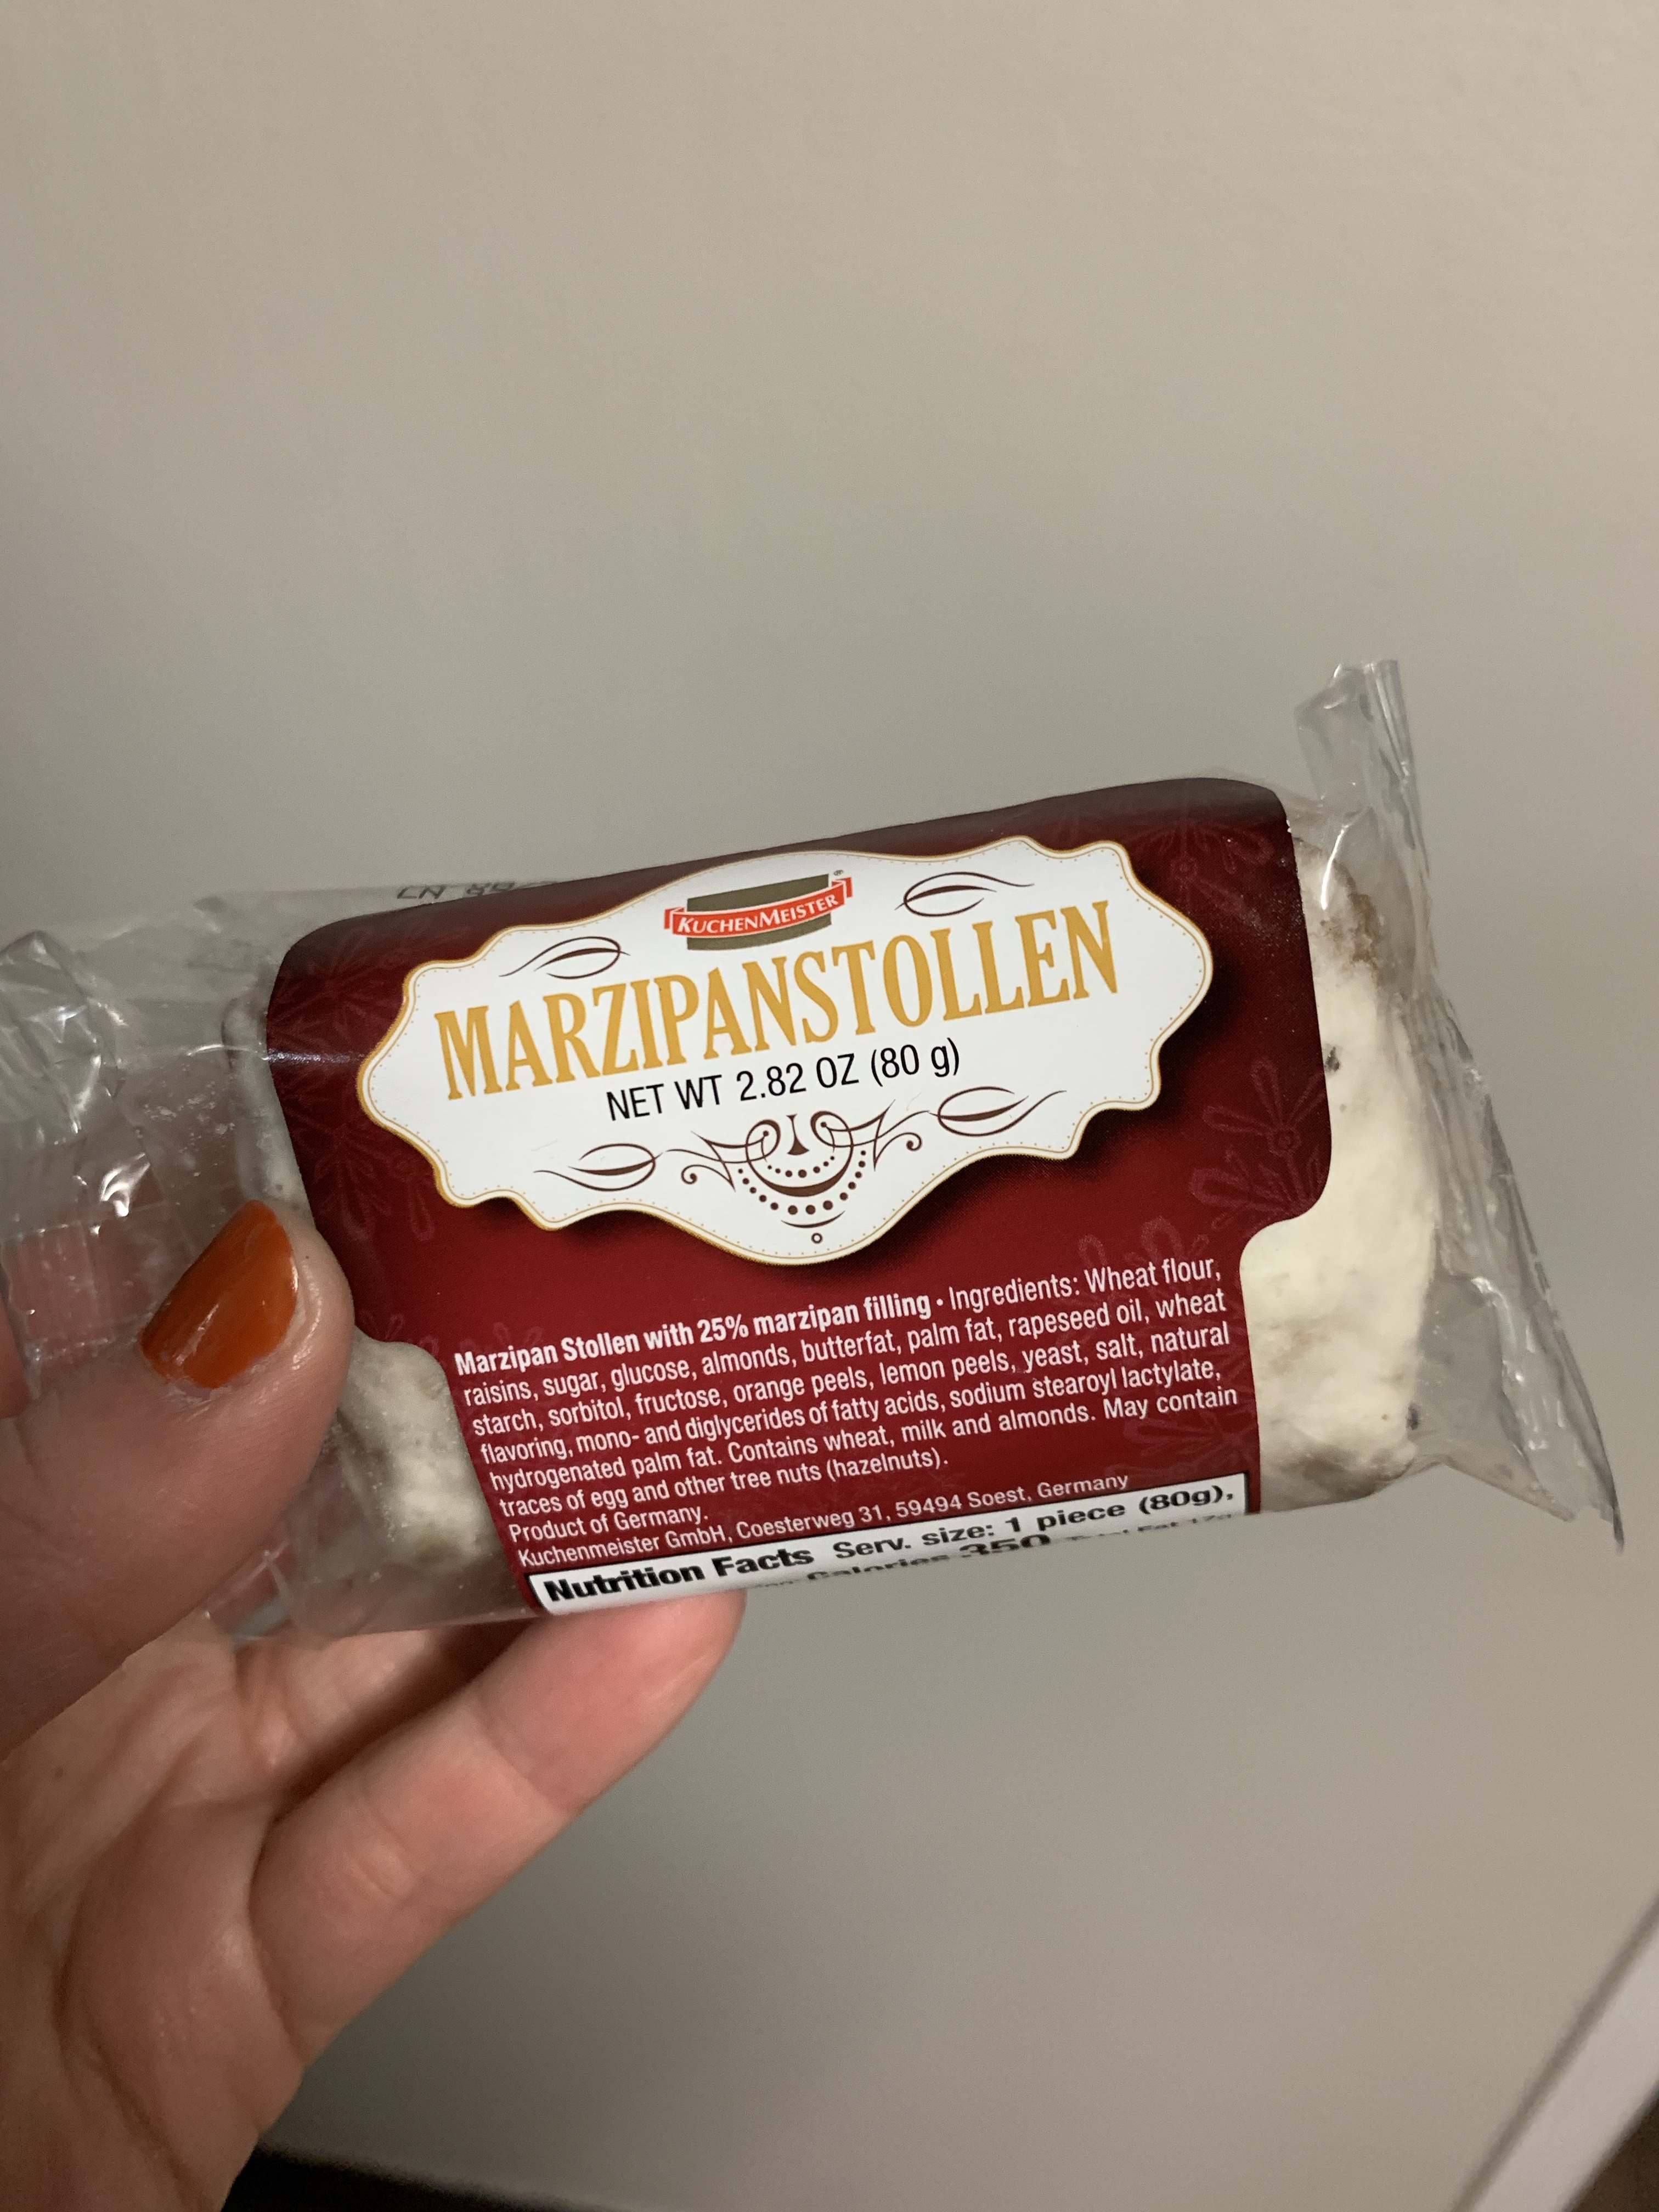 KUCHENMEISTER®
MARZIPANSTOLLEN
NET WT 2.82 OZ (80 g)
Marzipan Stollen with 25% marzipan filling • Ingredients: Wheat flour,
raisins, sugar, glucose, almonds, butterfat, palm fat, rapeseed oil, wheat
starch, sorbitol, fructose, orange peels, lemon peels, yeast, salt, natural
flavoring, mono- and diglycerides of fatty acids, sodium stearoyl lactylate,
hydrogenated palm fat. Contains wheat, milk and almonds. May contain
traces of egg and other tree nuts (hazelnuts).
Product of Germany.
Kuchenmeister GmbH, Coesterweg 31, 59494 Soest, Germany
Nutrition Facts Serv. size: 1 piece (80g),
Calories 350